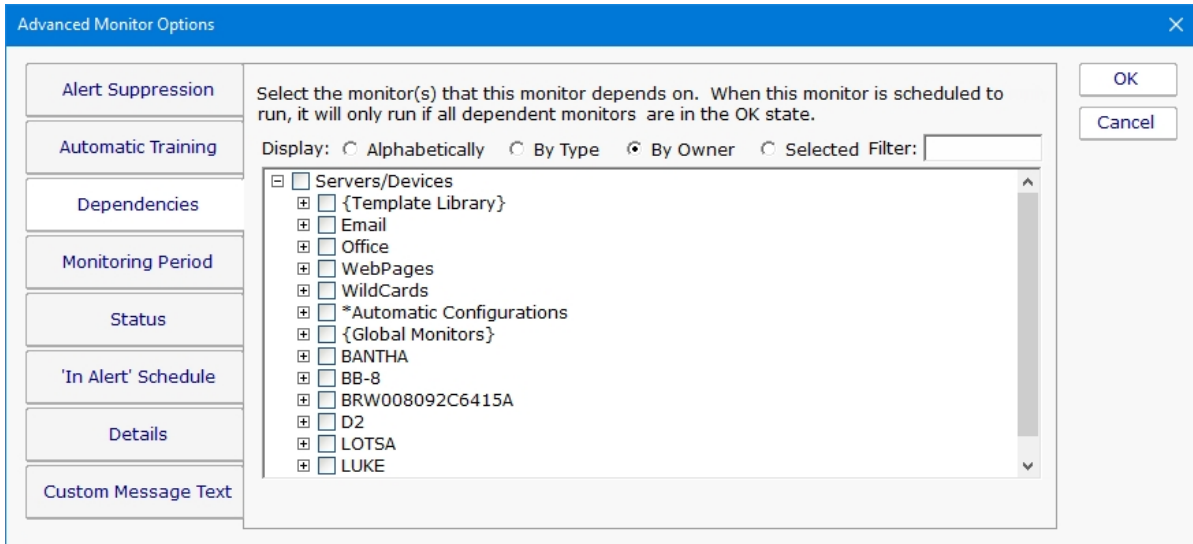 Advanced Monitor Options
Alert Suppression
Automatic Training
Dependencies
Monitoring Period
Status
'In Alert' Schedule
Details
Custom Message Text
Select the monitor(s) that this monitor depends on.  When this monitor is scheduled to
run, it will only run if all dependent monitors  are in the OK state.
Display: Alphabetically By Type By Owner Selected Filter:
Servers/Devices
{Template Library}
Email
Office
WebPages
WildCards
*Automatic Configurations
{Global Monitors}
BANTHA
BB-8
BRW008092C6415A
D2
LOTSA
LUKE
OK
Cancel